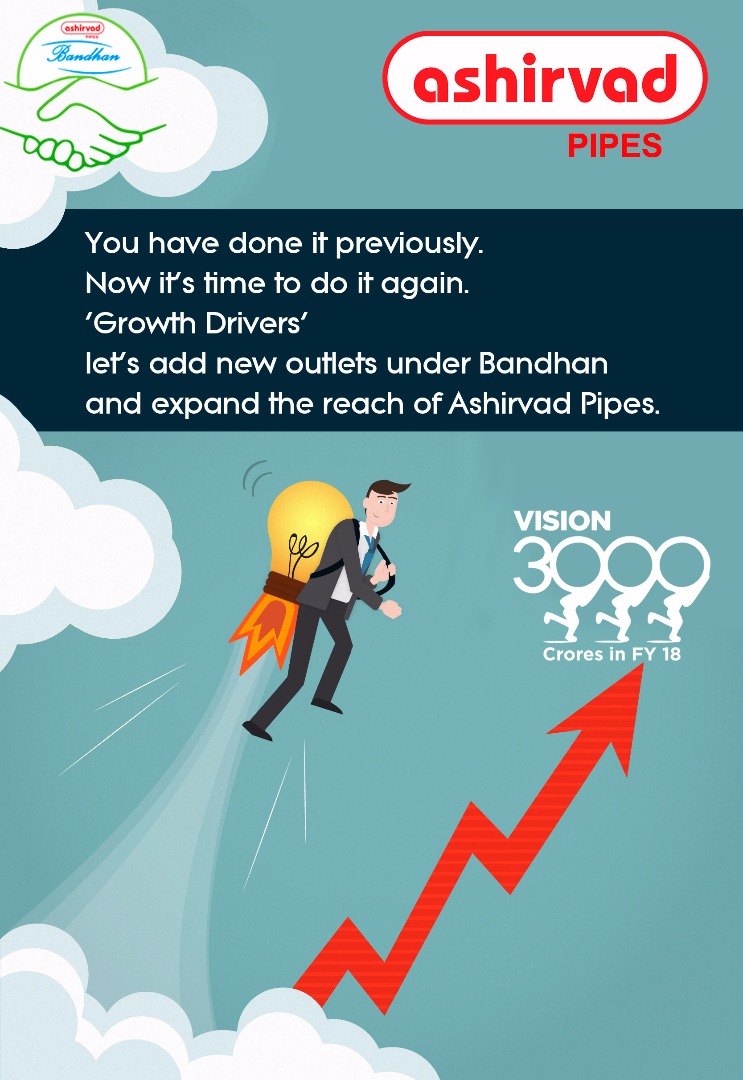 ashirvad
PIPES
Bandhan
ashirvad
PIPES
You have done it previously.
Now it's time to do it again.
'Growth Drivers'
let's add new outlets under Bandhan
and expand the reach of Ashirvad Pipes.
VISION
3000
Crores in FY 18